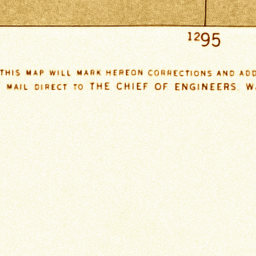 1295
THIS MAP WILL MARK HEREON CORRECTIONS AND ADD
MAIL DIRECT TO THE CHIEF OF ENGINEERS, W